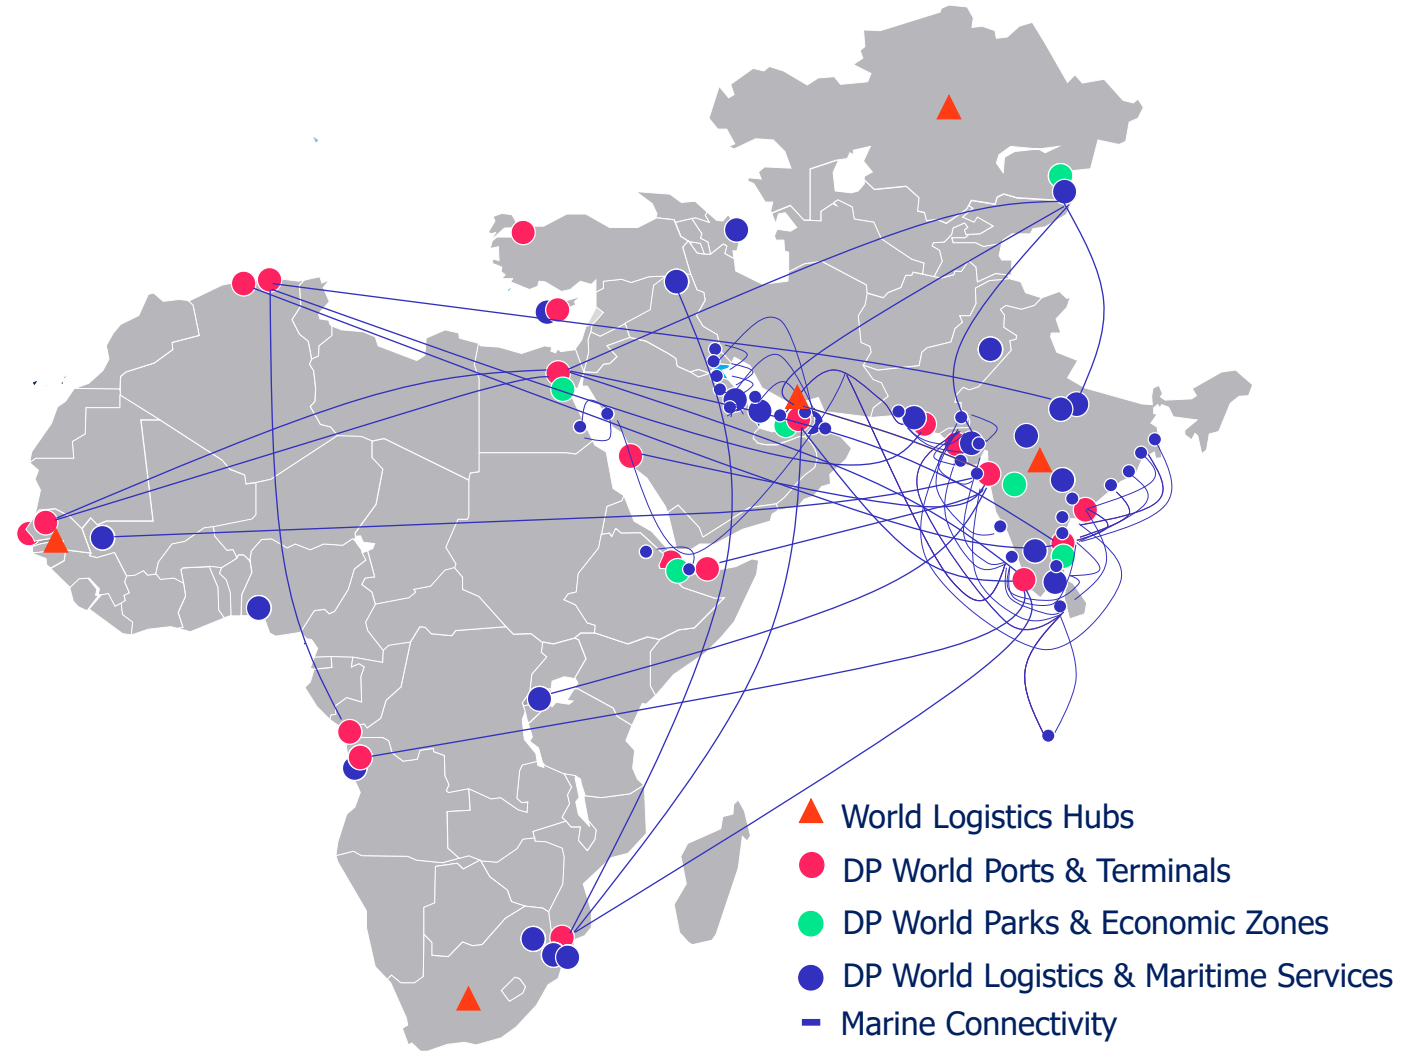 World Logistics Hubs
DP World Ports & Terminals
DP World Parks & Economic Zones
DP World Logistics & Maritime Services
Marine Connectivity